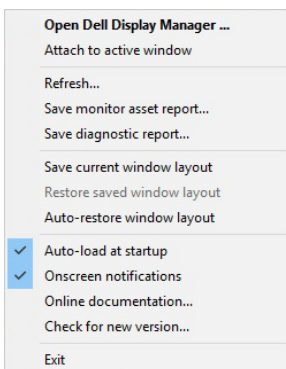 Open Dell Display Manager ...
Attach to active window
Refresh...
Save monitor asset report...
Save diagnostic report...
Save current window layout
Restore saved window layout
Auto-restore window layout
Auto-load at startup
Onscreen notifications
Online documentation...
Check for new version...
Exit